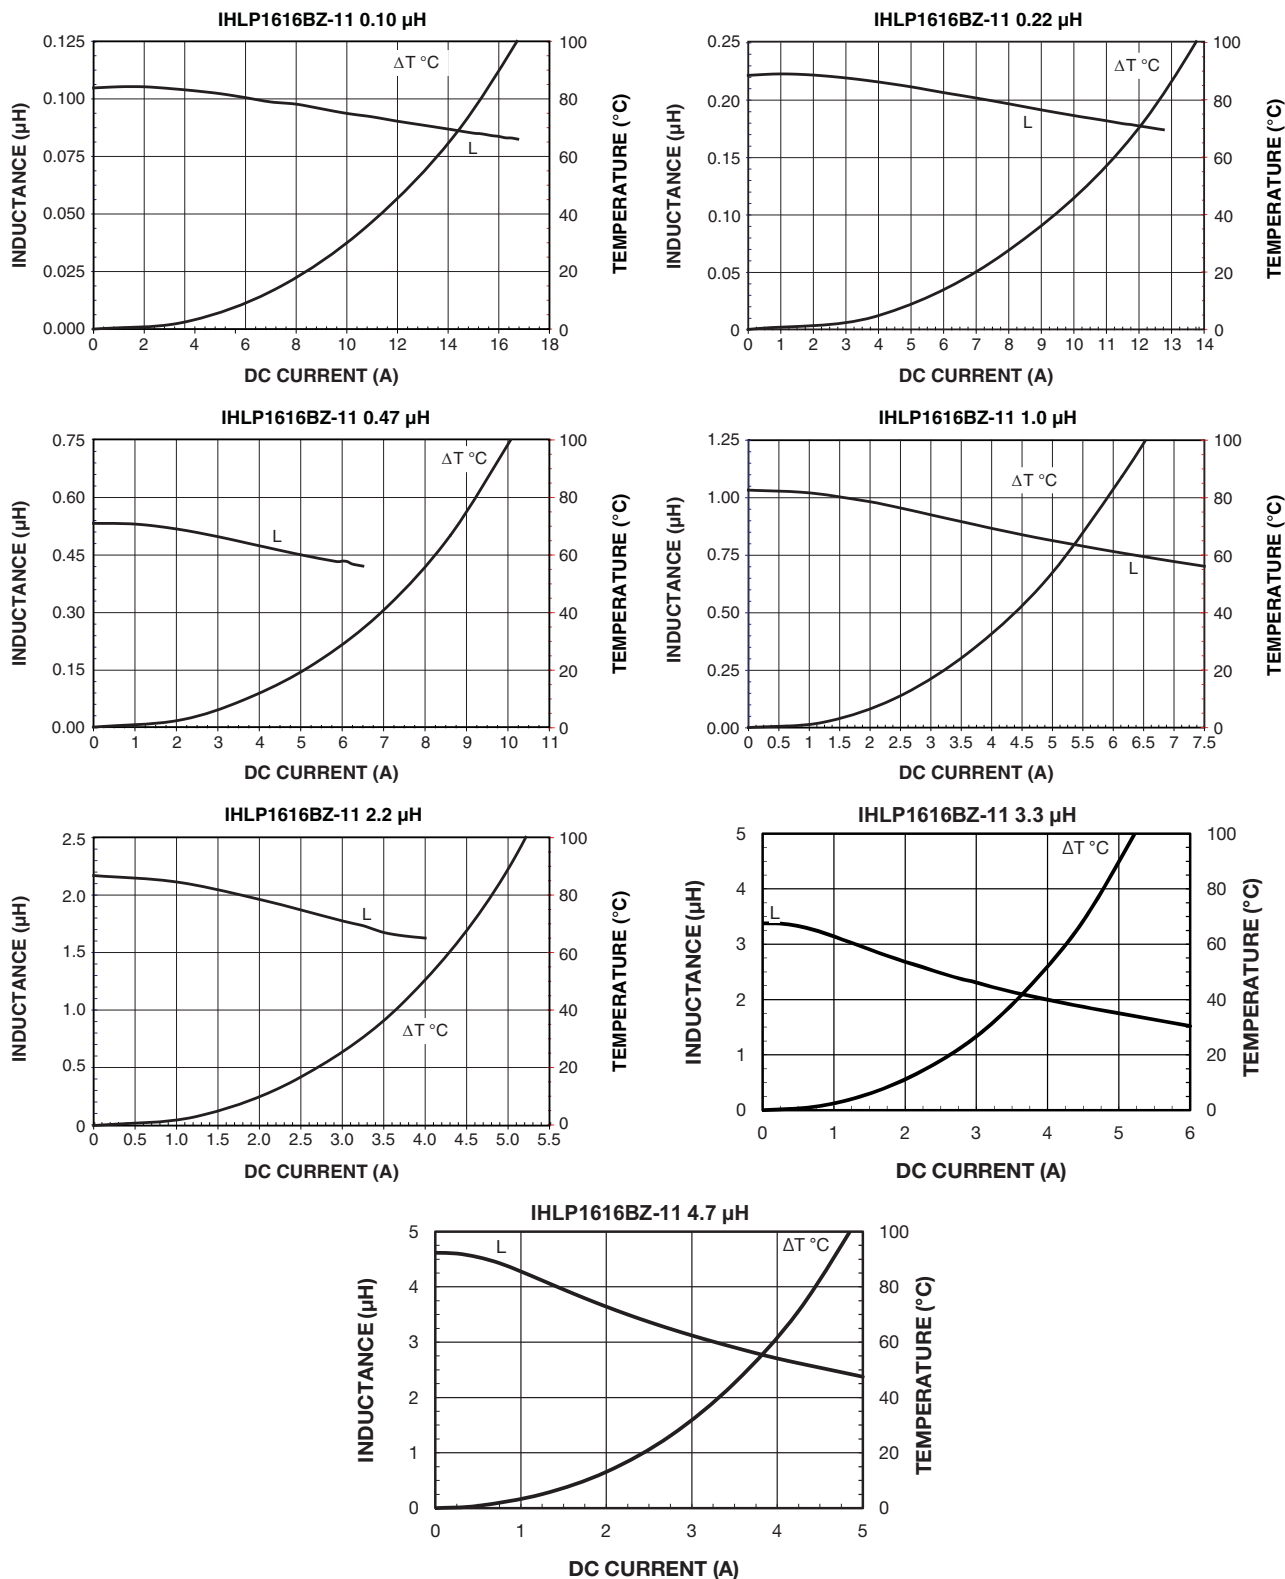 IHLP1616BZ-11 0.10 µH
INDUCTANCE (µH)
0.125
0.100
0.075
0.050
0.025
0.000
ΔT °C
L
100
80
60
40
20
0
TEMPERATURE (°C)
0 2 4 6 8 10 12 14 16 18
DC CURRENT (A)
IHLP1616BZ-11 0.22 µH
INDUCTANCE (µH)
0.25
0.20
0.15
0.10
0.05
0
ΔT °C
L
100
80
60
40
20
0
TEMPERATURE (°C)
0 1 2 3 4 5 6 7 8 9 10 11 12 13 14
DC CURRENT (A)
IHLP1616BZ-11 0.47 µH
INDUCTANCE (µH)
0.75
0.60
0.45
0.30
0.15
0.00
ΔT °C
L
100
80
60
40
20
0
TEMPERATURE (°C)
0 1 2 3 4 5 6 7 8 9 10 11
DC CURRENT (A)
IHLP1616BZ-11 1.0 µH
INDUCTANCE (µH)
1.25
1.00
0.75
0.50
0.25
0.00
ΔT °C
L
100
80
60
40
20
0
TEMPERATURE (°C)
0 0.5 1 1.5 2 2.5 3 3.5 4 4.5 5 5.5 6 6.5 7 7.5
DC CURRENT (A)
IHLP1616BZ-11 2.2 µH
INDUCTANCE (µH)
2.5
2.0
1.5
1.0
0.5
0
L
ΔT °C
100
80
60
40
20
0
TEMPERATURE (°C)
0 0.5 1.0 1.5 2.0 2.5 3.0 3.5 4.0 4.5 5.0 5.5
DC CURRENT (A)
IHLP1616BZ-11 3.3 µH
INDUCTANCE (µH)
5
4
3
2
1
0
ΔT °C
L
100
80
60
40
20
0
TEMPERATURE (°C)
0 1 2 3 4 5 6
DC CURRENT (A)
IHLP1616BZ-11 4.7 µH
INDUCTANCE (µH)
5
4
3
2
1
0
L
ΔT °C
100
80
60
40
20
0
TEMPERATURE (°C)
0 1 2 3 4 5
DC CURRENT (A)